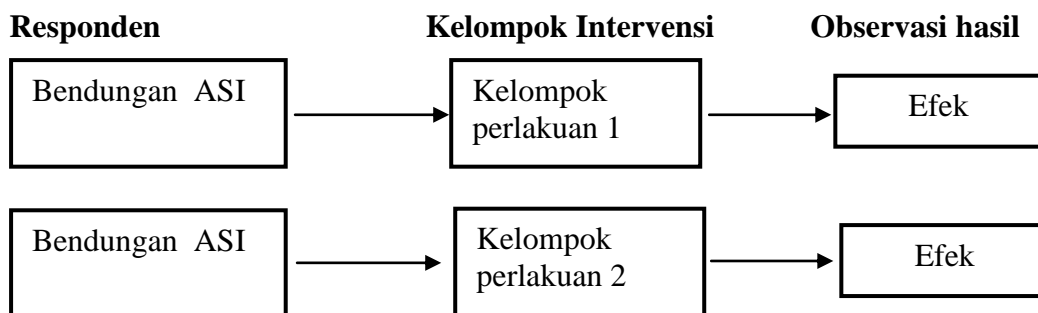 Responden Kelompok Intervensi Observasi hasil
Bendungan ASI
Kelompok
perlakuan 1
Efek
Bendungan ASI
Kelompok
perlakuan 2
Efek